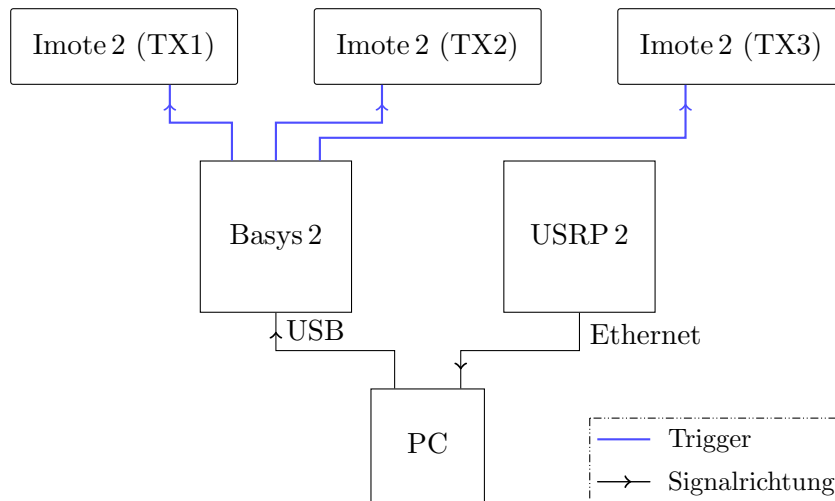 Imote 2 (TX1)
Imote 2 (TX2)
Imote 2 (TX3)
Basys 2
USRP 2
USB
Ethernet
PC
Trigger
Signalrichtung